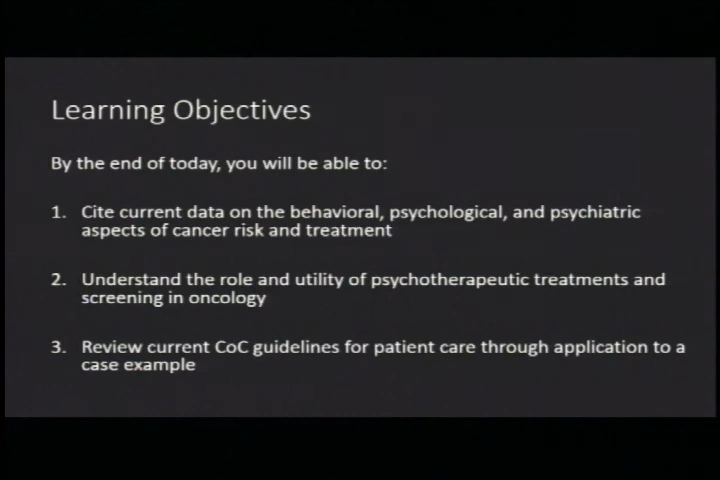 Learning Objectives
By the end of today, you will be able to:
1. Cite current data on the behavioral, psychological, and psychiatric
aspects of cancer risk and treatment
2. Understand the role and utility of psychotherapeutic treatments and
screening in oncology
3. Review current CoC guidelines for patient care through application to a
case example